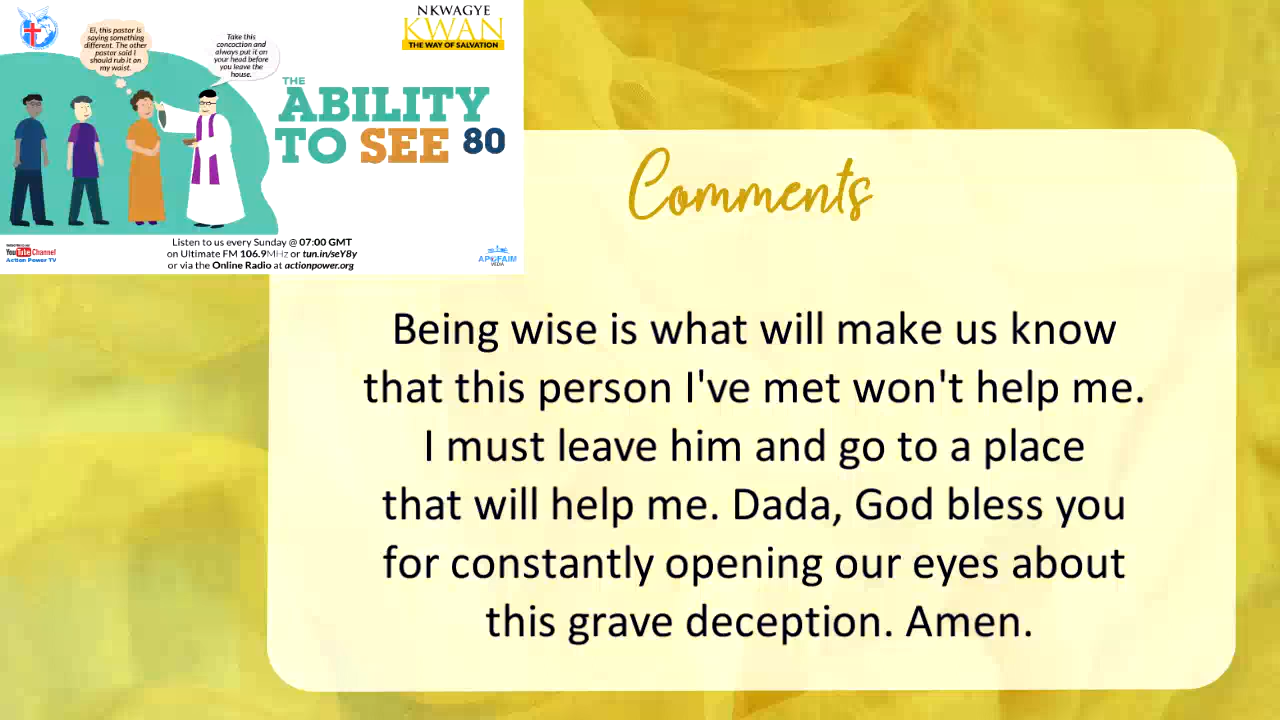 EI, this pastor is
saying something
different. The other
pastor said I
should rub it on
my waist.
Take this
concoction and
always put it on
your head before
you leave the
house.
NKWAGYE
KWAN
THE WAY OF SALVATION
THE
ABILITY
TO SEE 80
Listen to us every Sunday @ 07:00 GMT
on Ultimate FM 106.9MHz or tun.in/seY8y
or via the Online Radio at actionpower.org
YouTube Channel
Action Power TV
APOFAIM
MEDIA
Comments
Being wise is what will make us know
that this person I've met won't help me.
I must leave him and go to a place
that will help me. Dada, God bless you
for constantly opening our eyes about
this grave deception. Amen.